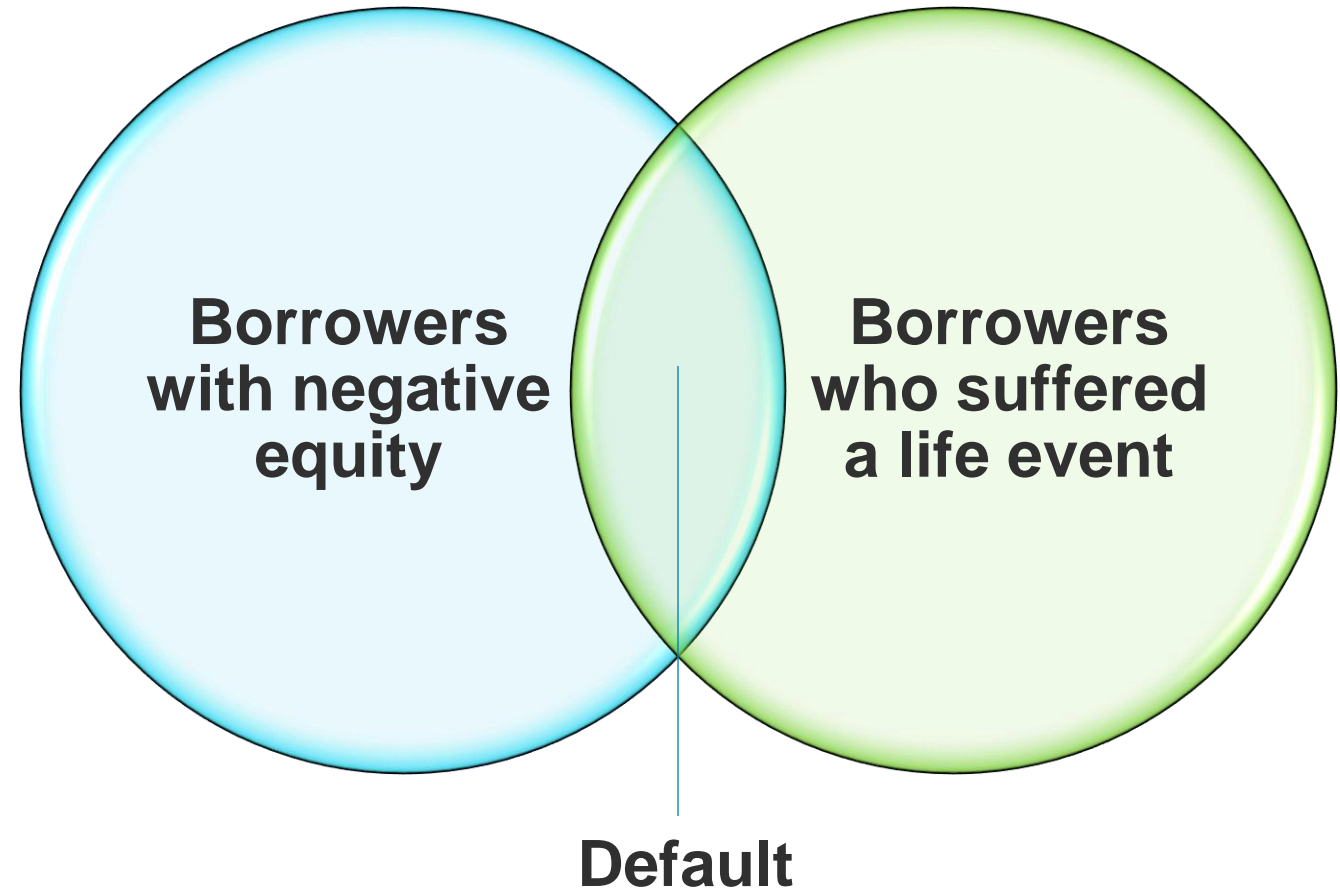 Borrowers
with negative
equity
Borrowers
who suffered
a life event
Default